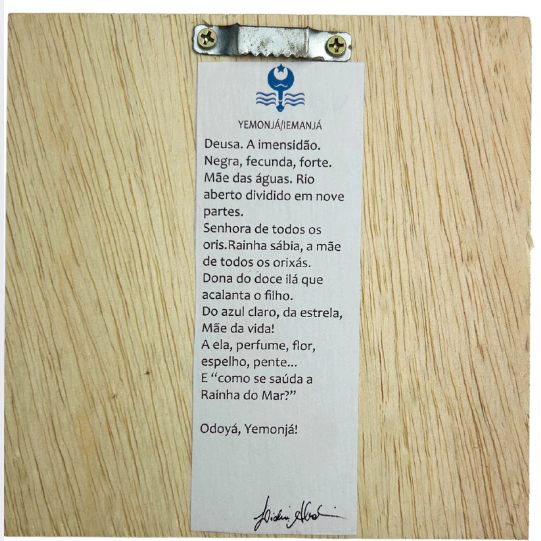 YEMONJÁ/IEMANJÁ
Deusa. A imensidão.
Negra, fecunda, forte.
Mãe das águas. Rio
aberto dividido em nove
partes.
Senhora de todos os
oris.Rainha sábia, a mãe
de todos os orixás.
Dona do doce ilá que
acalanta o filho.
Do azul claro, da estrela,
Mãe da vida!
A ela, perfume, flor,
espelho, pente...
E “como se saúda a
Rainha do Mar?”
Odoyá, Yemonjá!